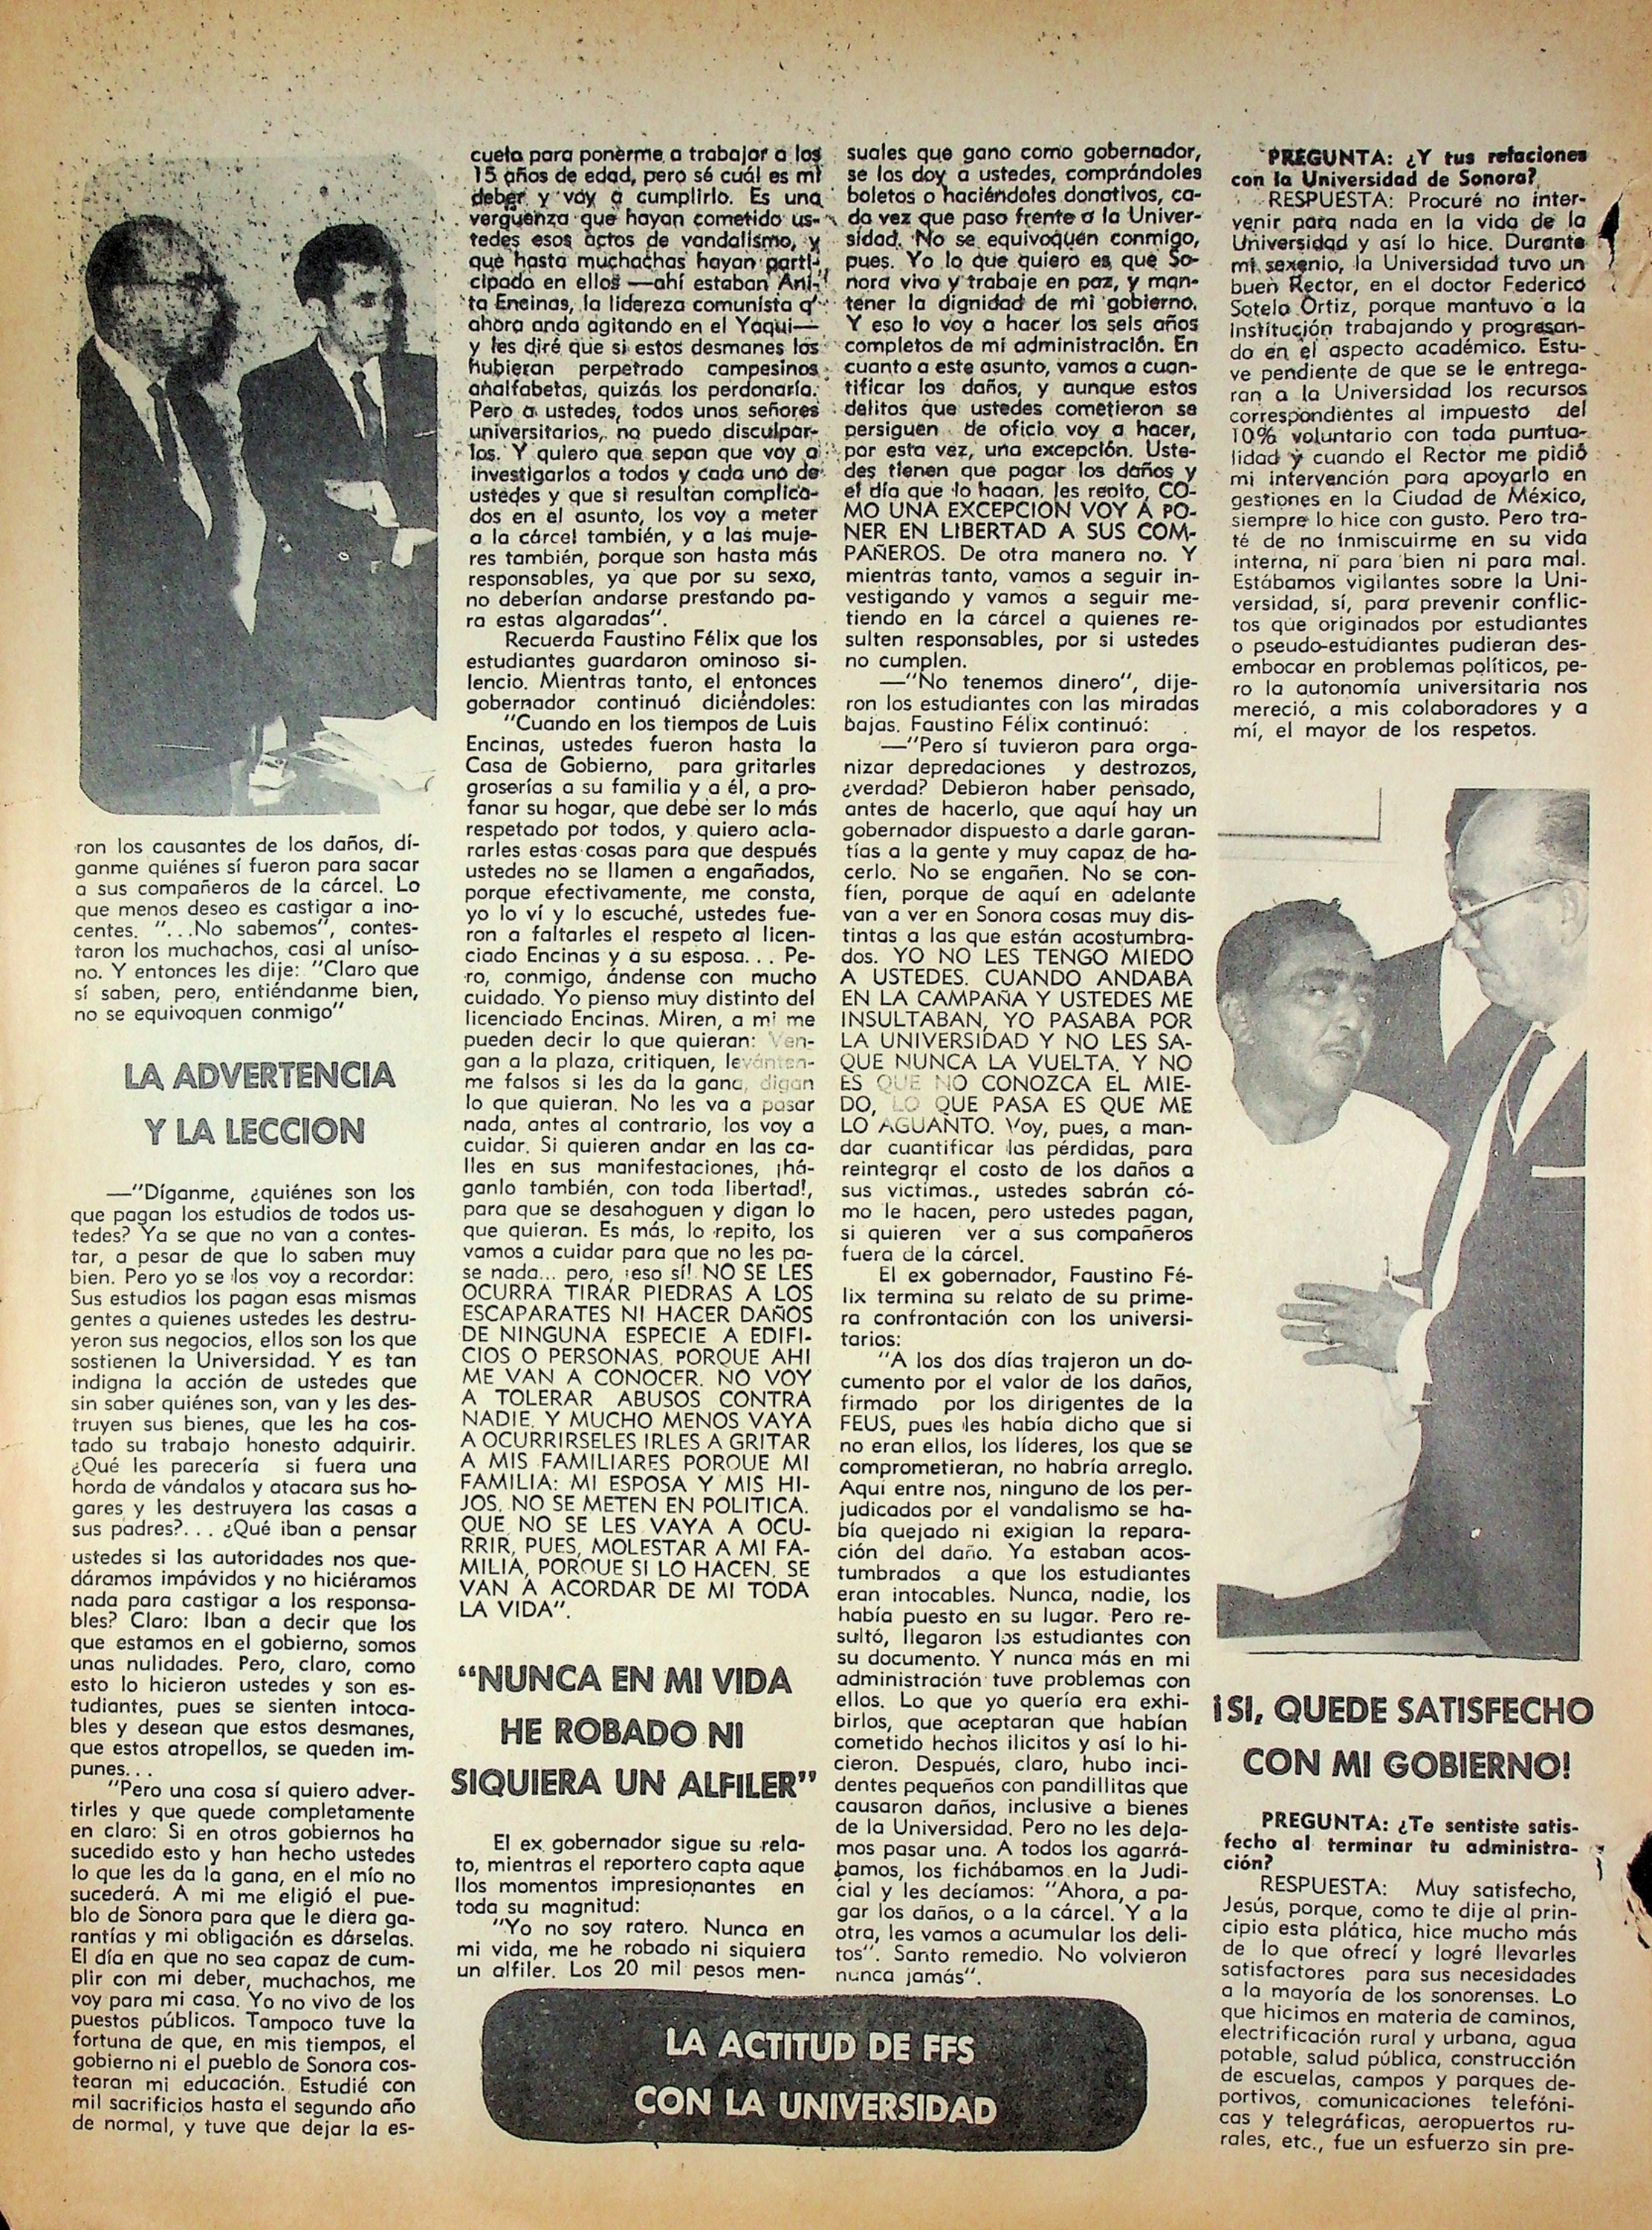 ron los causantes de los daños, dí-
ganme quiénes sí fueron para sacar
a sus compañeros de la cárcel. Lo
que menos deseo es castigar a ino-
centes. "...No sabemos", contes-
taron los muchachos, casi al uníso-
no. Y entonces les dije: "Claro que
sí saben, pero, entiéndanme bien,
no se equivoquen conmigo"
LA ADVERTENCIA
Y LA LECCION
—"Díganme, ¿quiénes son los
que pagan los estudios de todos us-
tedes? Ya se que no van a contes-
tar, a pesar de que lo saben muy
bien. Pero yo se los voy a recordar:
Sus estudios los pagan esas mismas
gentes a quienes ustedes les destru-
yeron sus negocios, ellos son los que
sostienen la Universidad. Y es tan
indigna la acción de ustedes que
sin saber quiénes son, van y les des-
truyen sus bienes, que les ha cos-
tado su trabajo honesto adquirir.
¿Qué les parecería si fuera una
horda de vándalos y atacara sus ho-
gares y les destruyera las casas a
sus padres?... ¿Qué iban a pensar
ustedes si las autoridades nos que-
dáramos impávidos y no hiciéramos
nada para castigar a los responsa-
bles? Claro: Iban a decir que los
que estamos en el gobierno, somos
unas nulidades. Pero, claro, como
esto lo hicieron ustedes y son es-
tudiantes, pues se sienten intoca-
bles y desean que estos desmanes,
que estos atropellos, se queden im-
punes...
"Pero una cosa sí quiero adver-
tirles y que quede completamente
en claro: Si en otros gobiernos ha
sucedido esto y han hecho ustedes
lo que les da la gana, en el mío no
sucederá. A mi me eligió el pue-
blo de Sonora para que le diera ga-
rantías y mi obligación es dárselas.
El día en que no sea capaz de cum-
plir con mi deber, muchachos, me
voy para mi casa. Yo no vivo de los
puestos públicos. Tampoco tuve la
fortuna de que, en mis tiempos, el
gobierno ni el pueblo de Sonora cos-
tearan mi educación. Estudié con
mil sacrificios hasta el segundo año
de normal, y tuve que dejar la es-
cuela para ponerme a trabajar a los
15 años de edad, pero sé cuál es mi
deber y voy a cumplirlo. Es una
vergüenza que hayan cometido us-
tedes esos actos de vandalismo, y
que hasta muchachas hayan parti-
cipado en ellos —ahí estaban Ani-
ta Encinas, la lidereza comunista q'
ahora anda agitando en el Yaqui—
y les diré que si estos desmanes los
hubieran perpetrado campesinos
analfabetas, quizás los perdonaría.
Pero a ustedes, todos unos señores
universitarios, no puedo disculpar-
los. Y quiero que sepan que voy a
investigarlos a todos y cada uno de
ustedes y que si resultan complica-
dos en el asunto, los voy a meter
a la cárcel también, y a las muje-
res también, porque son hasta más
responsables, ya que por su sexo,
no deberían andarse prestando pa-
ra estas algaradas".
Recuerda Faustino Félix que los
estudiantes guardaron ominoso si-
lencio. Mientras tanto, el entonces
gobernador continuó diciéndoles:
"Cuando en los tiempos de Luis
Encinas, ustedes fueron hasta la
Casa de Gobierno, para gritarles
groserías a su familia y a él, a pro-
fanar su hogar, que debe ser lo más
respetado por todos, y quiero acla-
rarles estas cosas para que después
ustedes no se llamen a engañados,
porque efectivamente, me consta,
yo lo ví y lo escuché, ustedes fue-
ron a faltarles el respeto al licen-
ciado Encinas y a su esposa... Pe-
ro, conmigo, ándense con mucho
cuidado. Yo pienso muy distinto del
licenciado Encinas. Miren, a mi me
pueden decir lo que quieran: Ven-
gan a la plaza, critiquen, levánten-
me falsos si les da la gana, digan
lo que quieran. No les va a pasar
nada, antes al contrario, los voy a
cuidar. Si quieren andar en las ca-
lles en sus manifestaciones, ¡há-
ganlo también, con toda libertad!,
para que se desahoguen y digan lo
que quieran. Es más, lo repito, los
vamos a cuidar para que no les pa-
se nada... pero, ¡eso sí! NO SE LES
OCURRA TIRAR PIEDRAS A LOS
ESCAPARATES NI HACER DAÑOS
DE NINGUNA ESPECIE A EDIFI-
CIOS O PERSONAS, PORQUE AHI
ME VAN A CONOCER. NO VOY
A TOLERAR ABUSOS CONTRA
NADIE. Y MUCHO MENOS VAYA
A OCURRIRSELES IRLES A GRITAR
A MIS FAMILIARES PORQUE MI
FAMILIA: MI ESPOSA Y MIS HI-
JOS, NO SE METEN EN POLITICA.
QUE NO SE LES VAYA A OCU-
RRIR, PUES, MOLESTAR A MI FA-
MILIA, PORQUE SI LO HACEN, SE
VAN A ACORDAR DE MI TODA
LA VIDA".
"NUNCA EN MI VIDA
HE ROBADO NI
SIQUIERA UN ALFILER"
El ex gobernador sigue su rela-
to, mientras el reportero capta aque
llos momentos impresionantes en
toda su magnitud:
"Yo no soy ratero. Nunca en
mi vida, me he robado ni siquiera
un alfiler. Los 20 mil pesos men-
suales que gano como gobernador,
se los doy a ustedes, comprándoles
boletos o haciéndoles donativos, ca-
da vez que paso frente a la Univer-
sidad. No se equivoquen conmigo,
pues. Yo lo que quiero es que So-
nora viva y trabaje en paz, y man-
tener la dignidad de mi gobierno.
Y eso lo voy a hacer los seis años
completos de mi administración. En
cuanto a este asunto, vamos a cuan-
tificar los daños, y aunque estos
delitos que ustedes cometieron se
persiguen de oficio voy a hacer,
por esta vez, una excepción. Uste-
des tienen que pagar los daños y
el día que lo hagan, les repito, CO-
MO UNA EXCEPCION VOY A PO-
NER EN LIBERTAD A SUS COM-
PAÑEROS. De otra manera no. Y
mientras tanto, vamos a seguir in-
vestigando y vamos a seguir me-
tiendo en la cárcel a quienes re-
sulten responsables, por si ustedes
no cumplen.
—"No tenemos dinero", dije-
ron los estudiantes con las miradas
bajas. Faustino Félix continuó:
—"Pero sí tuvieron para orga-
nizar depredaciones y destrozos,
¿verdad? Debieron haber pensado,
antes de hacerlo, que aquí hay un
gobernador dispuesto a darle garan-
tías a la gente y muy capaz de ha-
cerlo. No se engañen. No se con-
fíen, porque de aquí en adelante
van a ver en Sonora cosas muy dis-
tintas a las que están acostumbra-
dos. YO NO LES TENGO MIEDO
A USTEDES. CUANDO ANDABA
EN LA CAMPAÑA Y USTEDES ME
INSULTABAN, YO PASABA POR
LA UNIVERSIDAD Y NO LES SA-
QUE NUNCA LA VUELTA. Y NO
ES QUE NO CONOZCA EL MIE-
DO, LO QUE PASA ES QUE ME
LO AGUANTO. Voy, pues, a man-
dar cuantificar las pérdidas, para
reintegrar el costo de los daños a
sus victimas., ustedes sabrán có-
mo le hacen, pero ustedes pagan,
si quieren ver a sus compañeros
fuera de la cárcel.
El ex gobernador, Faustino Fé-
lix termina su relato de su prime-
ra confrontación con los universi-
tarios:
"A los dos días trajeron un do-
cumento por el valor de los daños,
firmado por los dirigentes de la
FEUS, pues les había dicho que si
no eran ellos, los líderes, los que se
comprometieran, no habría arreglo.
Aqui entre nos, ninguno de los per-
judicados por el vandalismo se ha-
bía quejado ni exigian la repara-
ción del daño. Ya estaban acos-
tumbrados a que los estudiantes
eran intocables. Nunca, nadie, los
había puesto en su lugar. Pero re-
sultó, llegaron los estudiantes con
su documento. Y nunca más en mi
administración tuve problemas con
ellos. Lo que yo quería era exhi-
birlos, que aceptaran que habían
cometido hechos ilicitos y así lo hi-
cieron. Después, claro, hubo inci-
dentes pequeños con pandillitas que
causaron daños, inclusive a bienes
de la Universidad. Pero no les deja-
mos pasar una. A todos los agarrá-
bamos, los fichábamos en la Judi-
cial y les decíamos: "Ahora, a pa-
gar los daños, o a la cárcel. Y a la
otra, les vamos a acumular los deli-
tos". Santo remedio. No volvieron
nunca jamás".
LA ACTITUD DE FFS
CON LA UNIVERSIDAD
PREGUNTA: ¿Y tus relaciones
con la Universidad de Sonora?
RESPUESTA: Procuré no inter-
venir para nada en la vida de la
Universidad y así lo hice. Durante
mi sexenio, la Universidad tuvo un
buen Rector, en el doctor Federico
Sotelo Ortiz, porque mantuvo a la
institución trabajando y progresan-
do en el aspecto académico. Estu-
ve pendiente de que se le entrega-
ran a la Universidad los recursos
correspondientes al impuesto del
10% voluntario con toda puntua-
lidad y cuando el Rector me pidió
mi intervención para apoyarlo en
gestiones en la Ciudad de México,
siempre lo hice con gusto. Pero tra-
té de no inmiscuirme en su vida
interna, ni para bien ni para mal.
Estábamos vigilantes sobre la Uni-
versidad, sí, para prevenir conflic-
tos que originados por estudiantes
o pseudo-estudiantes pudieran des-
embocar en problemas políticos, pe-
ro la autonomía universitaria nos
mereció, a mis colaboradores y a
mí, el mayor de los respetos.
¡SI, QUEDE SATISFECHO
CON MI GOBIERNO!
PREGUNTA: ¿Te sentiste satis-
fecho al terminar tu administra-
ción?
RESPUESTA: Muy satisfecho,
Jesús, porque, como te dije al prin-
cipio esta plática, hice mucho más
de lo que ofrecí y logré llevarles
satisfactores para sus necesidades
a la mayoría de los sonorenses. Lo
que hicimos en materia de caminos,
electrificación rural y urbana, agua
potable, salud pública, construcción
de escuelas, campos y parques de-
portivos, comunicaciones telefóni-
cas y telegráficas, aeropuertos ru-
rales, etc., fue un esfuerzo sin pre-